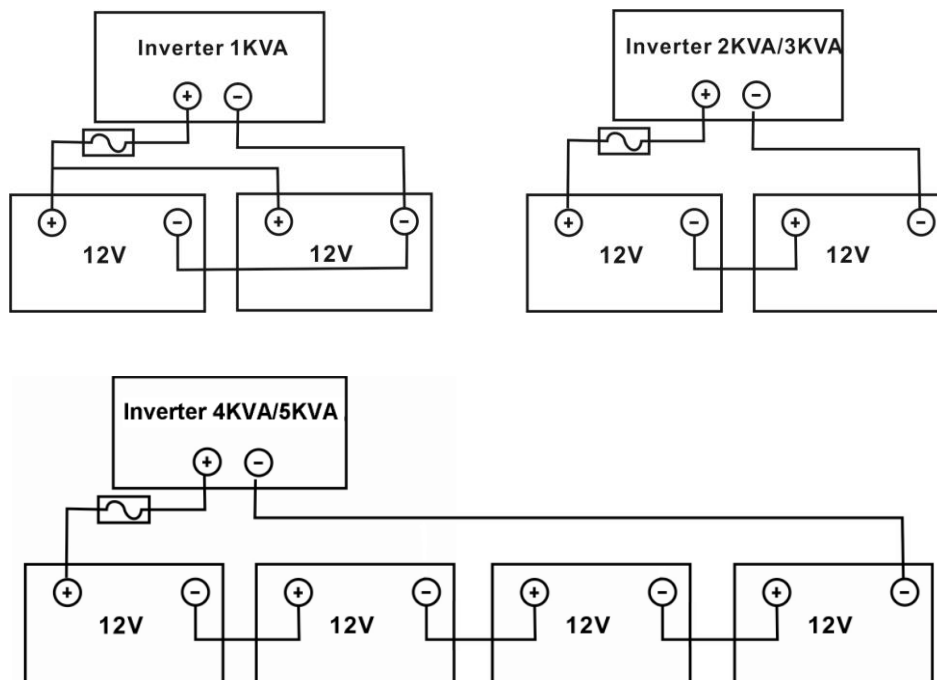 Inverter 1KVA
+ −
+ − + −
12V 12V
Inverter 2KVA/3KVA
+ −
+ − + −
12V 12V
Inverter 4KVA/5KVA
+ −
+ − + − + − + −
12V 12V 12V 12V